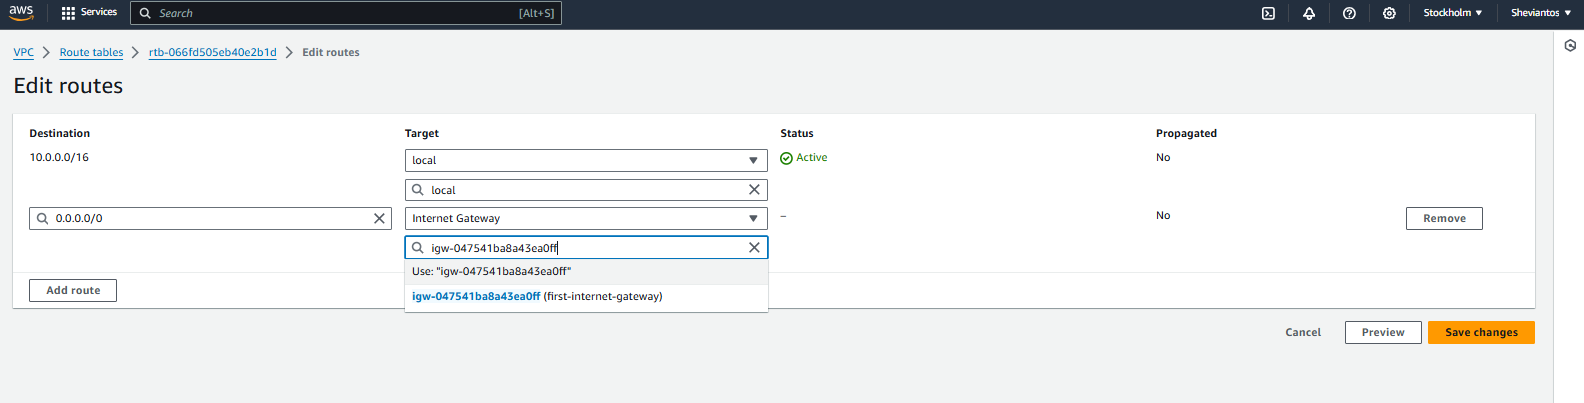 aws Services Search [Alt+S] Stockholm Sheviantos
VPC Route tables rtb-066fd505eb40e2b1d Edit routes
Edit routes
Destination Target Status Propagated
10.0.0.0/16 local Active No
local
0.0.0.0/0 Internet Gateway – No Remove
igw-047541ba8a43ea0ff
Use: "igw-047541ba8a43ea0ff"
Add route igw-047541ba8a43ea0ff (first-internet-gateway)
Cancel Preview Save changes